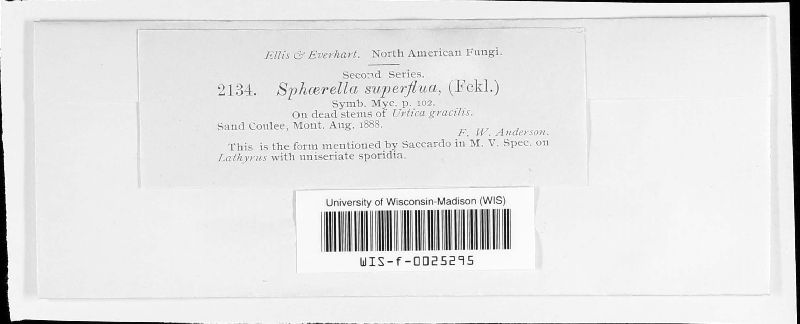 Ellis & Everhart. North American Fungi.
Second Series.
2134. Sphærella superflua, (Fckl.)
Symb. Myc. p. 102.
On dead stems of Urtica gracilis.
Sand Coulee, Mont. Aug. 1888.
F. W. Anderson.
This is the form mentioned by Saccardo in M. V. Spec. on
Lathyrus with uniseriate sporidia.
University of Wisconsin-Madison (WIS)
WIS-f-0025295